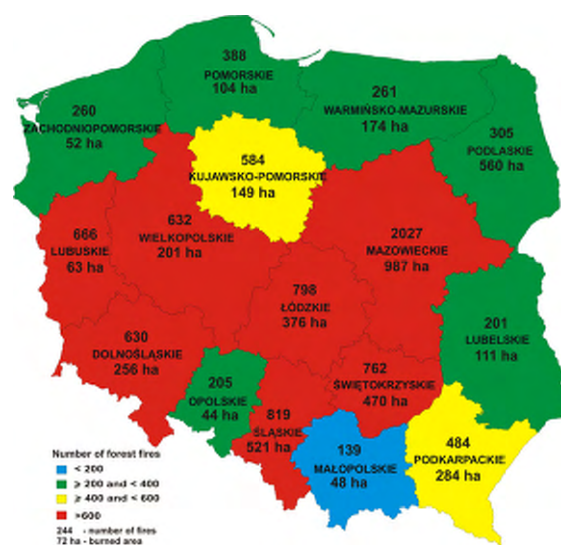 388
POMORSKIE
104 ha
260
ZACHODNIOPOMORSKIE
52 ha
261
WARMIŃSKO-MAZURSKIE
174 ha
305
PODLASKIE
560 ha
584
KUJAWSKO-POMORSKIE
149 ha
666
LUBUSKIE
63 ha
632
WIELKOPOLSKIE
201 ha
2027
MAZOWIECKIE
987 ha
798
ŁÓDZKIE
376 ha
630
DOLNOŚLĄSKIE
256 ha
201
LUBELSKIE
111 ha
205
OPOLSKIE
44 ha
762
ŚWIĘTOKRZYSKIE
470 ha
819
ŚLĄSKIE
521 ha
139
MAŁOPOLSKIE
48 ha
484
PODKARPACKIE
284 ha
Number of forest fires
< 200
≥ 200 and < 400
≥ 400 and < 600
>600
244 - number of fires
72 ha - burned area